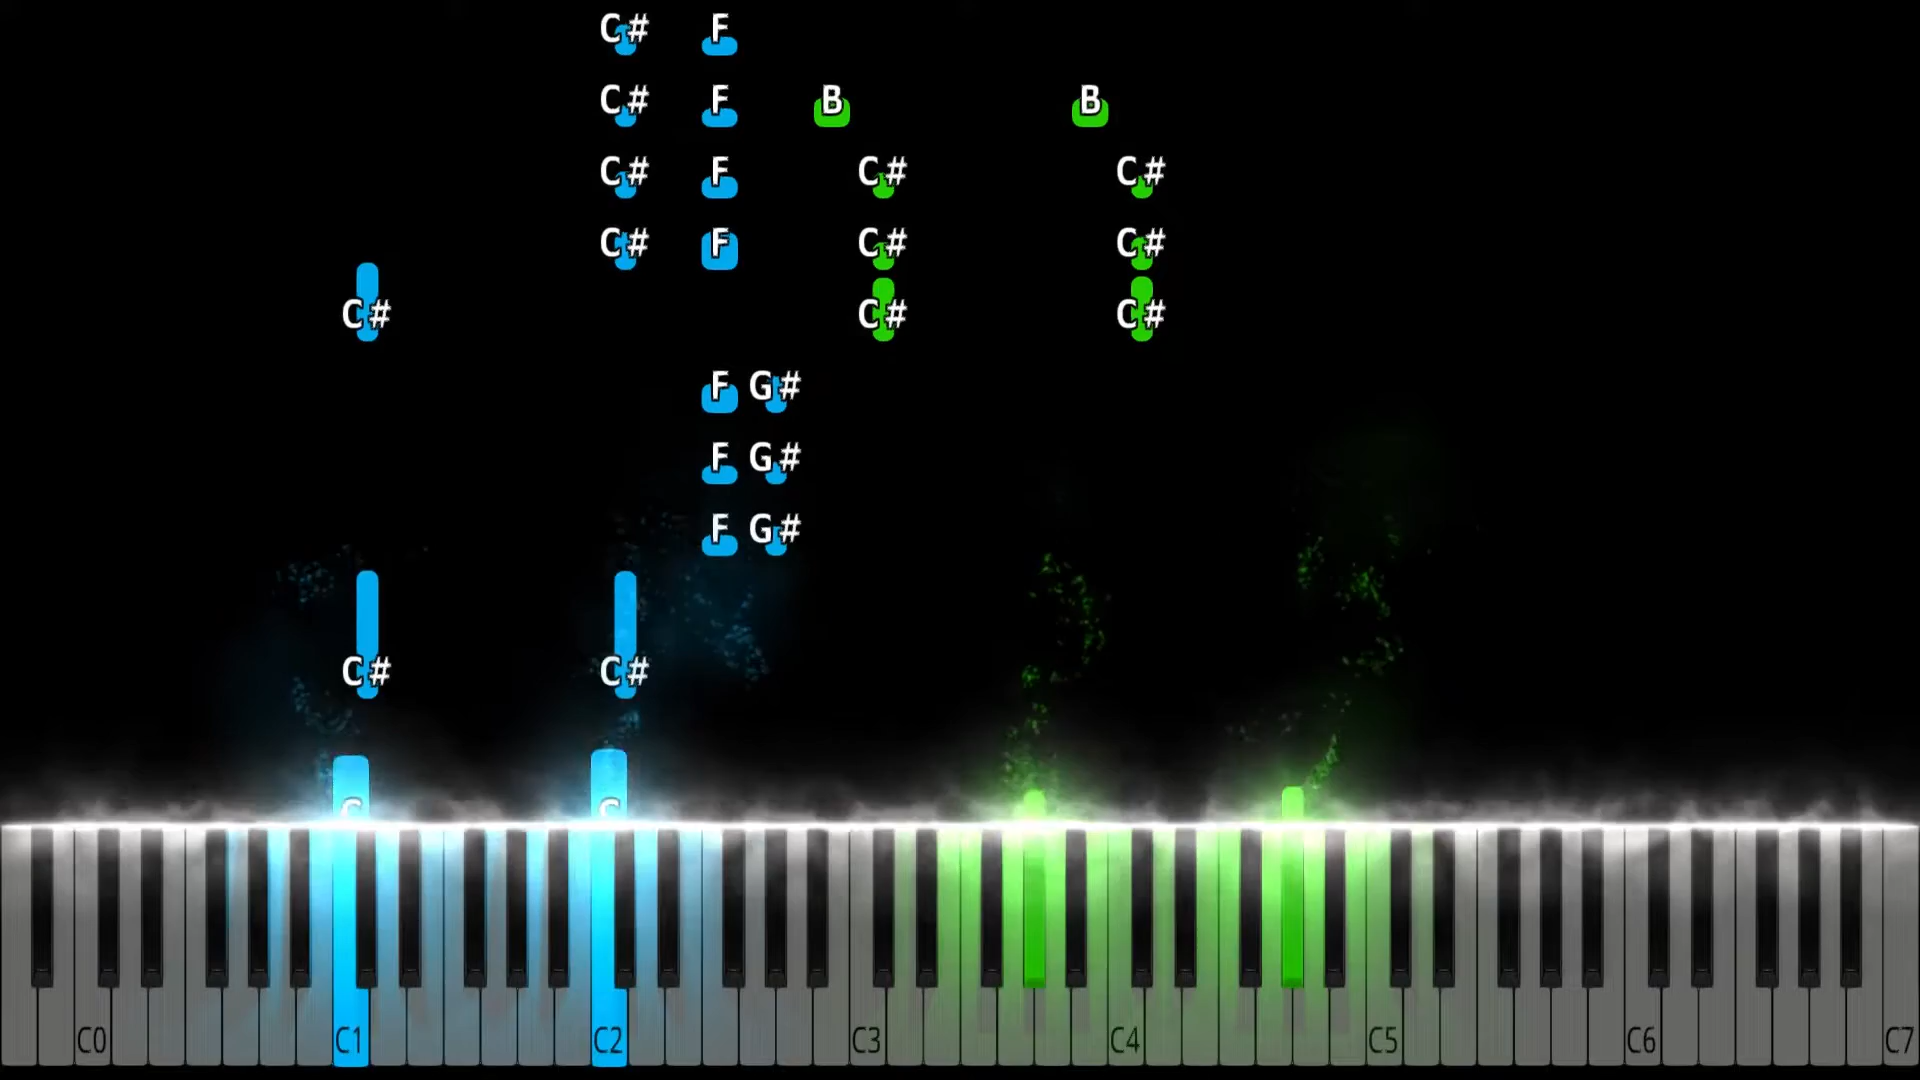 C# F
C# F B B
C# F C# C#
C# F C# C#
C# C# C#
F G#
F G#
F G#
C# C#
C C
C0 C1 C2 C3 C4 C5 C6 C7